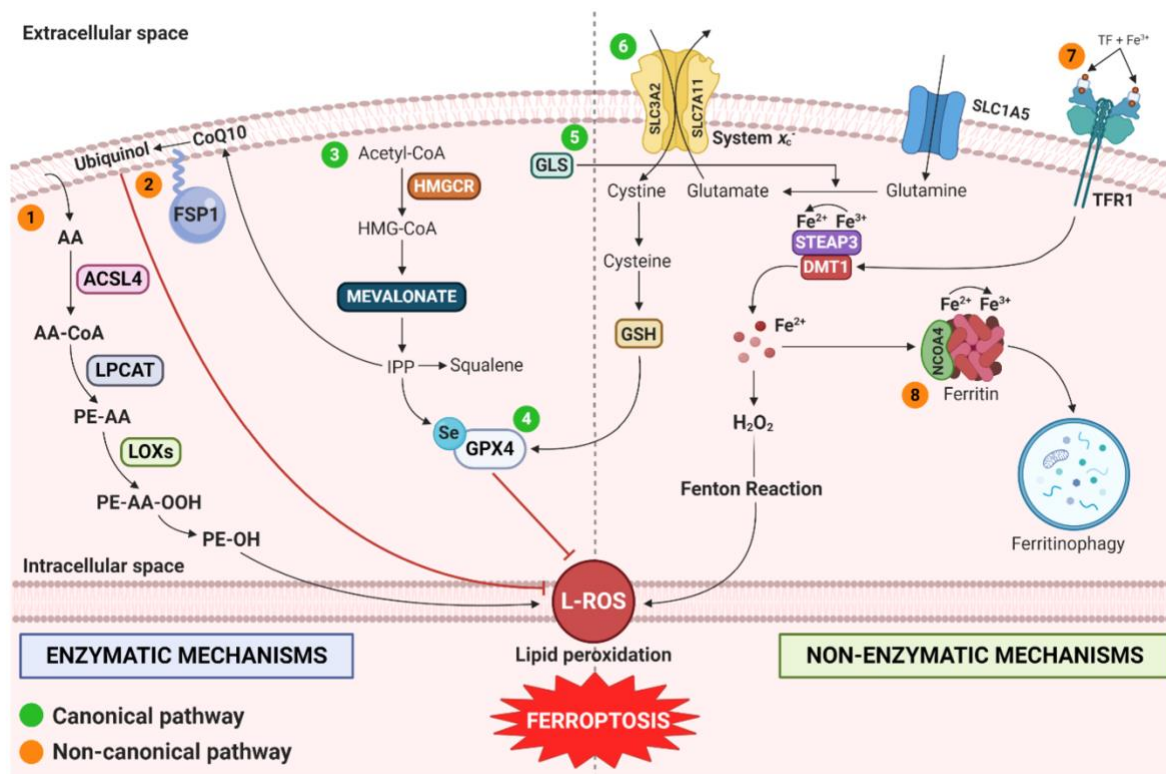 Extracellular space
6
SLC3A2
SLC7A11
System x꜀⁻
SLC1A5
7
TF + Fe³⁺
TFR1
Ubiquinol
CoQ10
2
FSP1
1
AA
ACSL4
AA-CoA
LPCAT
PE-AA
LOXs
PE-AA-OOH
PE-OH
3
Acetyl-CoA
HMGCR
HMG-CoA
MEVALONATE
IPP
Squalene
Se
GPX4
4
5
GLS
Cystine
Glutamate
Glutamine
Cysteine
GSH
Fe²⁺
Fe³⁺
STEAP3
DMT1
Fe²⁺
H₂O₂
Fenton Reaction
Fe²⁺
Fe³⁺
NCOA4
8
Ferritin
Ferritinophagy
Intracellular space
L-ROS
Lipid peroxidation
FERROPTOSIS
ENZYMATIC MECHANISMS
NON-ENZYMATIC MECHANISMS
Canonical pathway
Non-canonical pathway